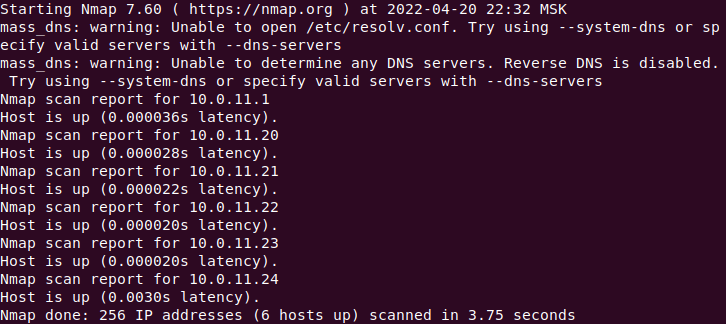 Starting Nmap 7.60 ( https://nmap.org ) at 2022-04-20 22:32 MSK
mass_dns: warning: Unable to open /etc/resolv.conf. Try using --system-dns or sp
ecify valid servers with --dns-servers
mass_dns: warning: Unable to determine any DNS servers. Reverse DNS is disabled.
 Try using --system-dns or specify valid servers with --dns-servers
Nmap scan report for 10.0.11.1
Host is up (0.000036s latency).
Nmap scan report for 10.0.11.20
Host is up (0.000028s latency).
Nmap scan report for 10.0.11.21
Host is up (0.000022s latency).
Nmap scan report for 10.0.11.22
Host is up (0.000020s latency).
Nmap scan report for 10.0.11.23
Host is up (0.000020s latency).
Nmap scan report for 10.0.11.24
Host is up (0.0030s latency).
Nmap done: 256 IP addresses (6 hosts up) scanned in 3.75 seconds